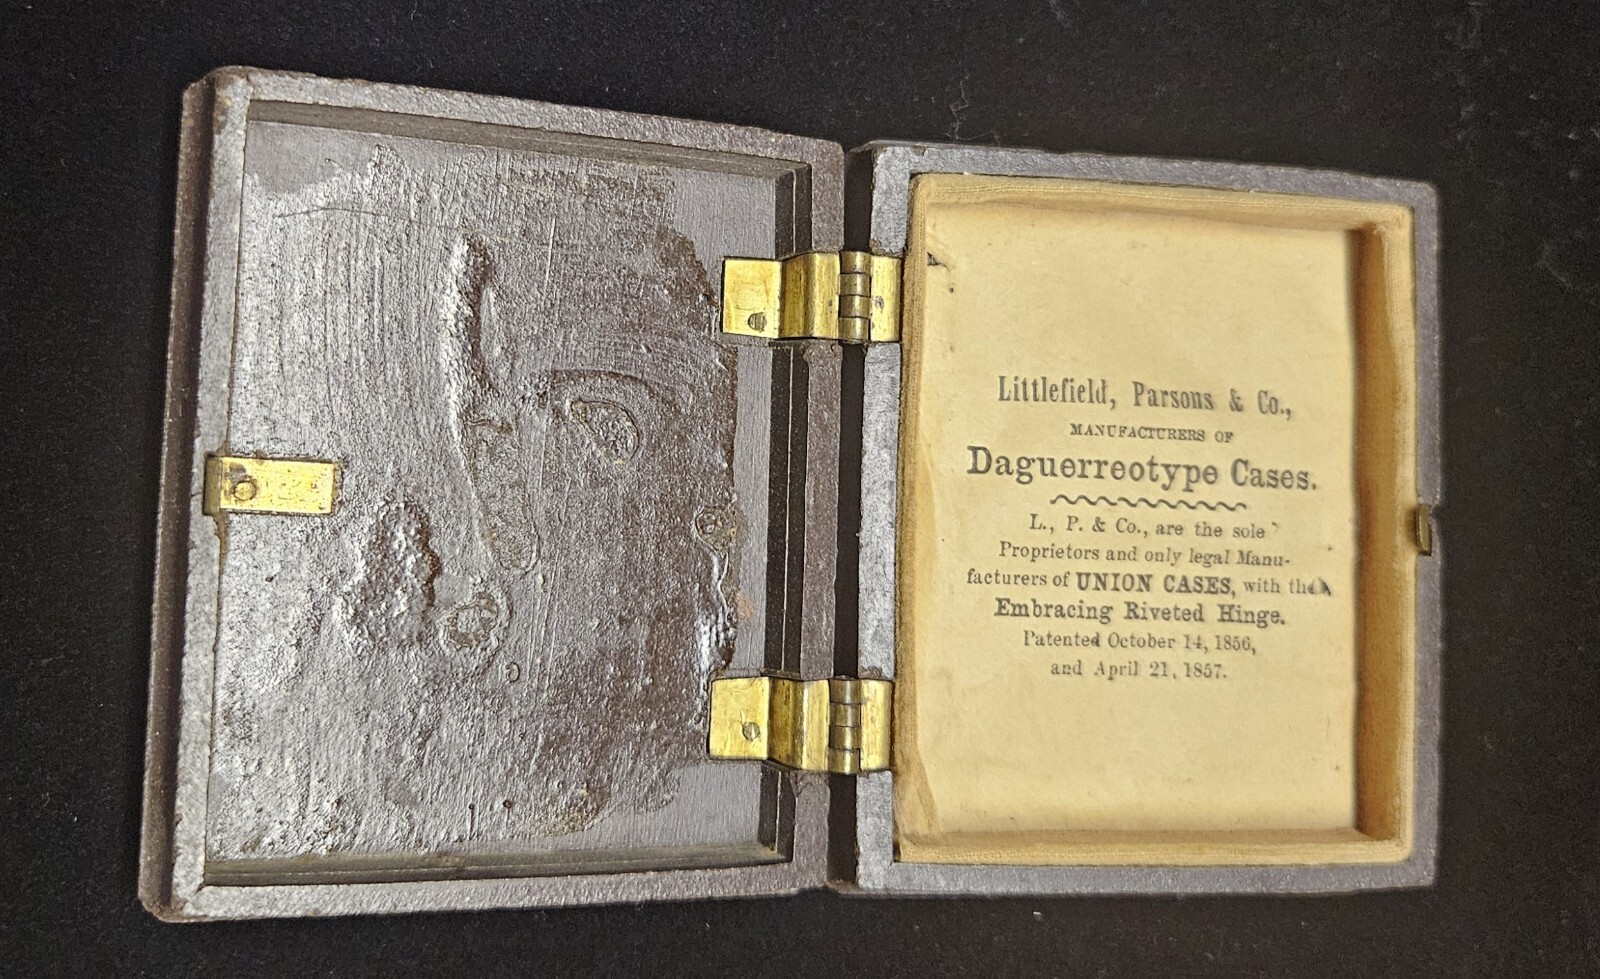 Littlefield, Parsons & Co.,
MANUFACTURERS OF
Daguerreotype Cases.
L., P. & Co., are the sole
Proprietors and only legal Manu-
facturers of UNION CASES, with the
Embracing Riveted Hinge.
Patented October 14, 1856,
and April 21, 1857.